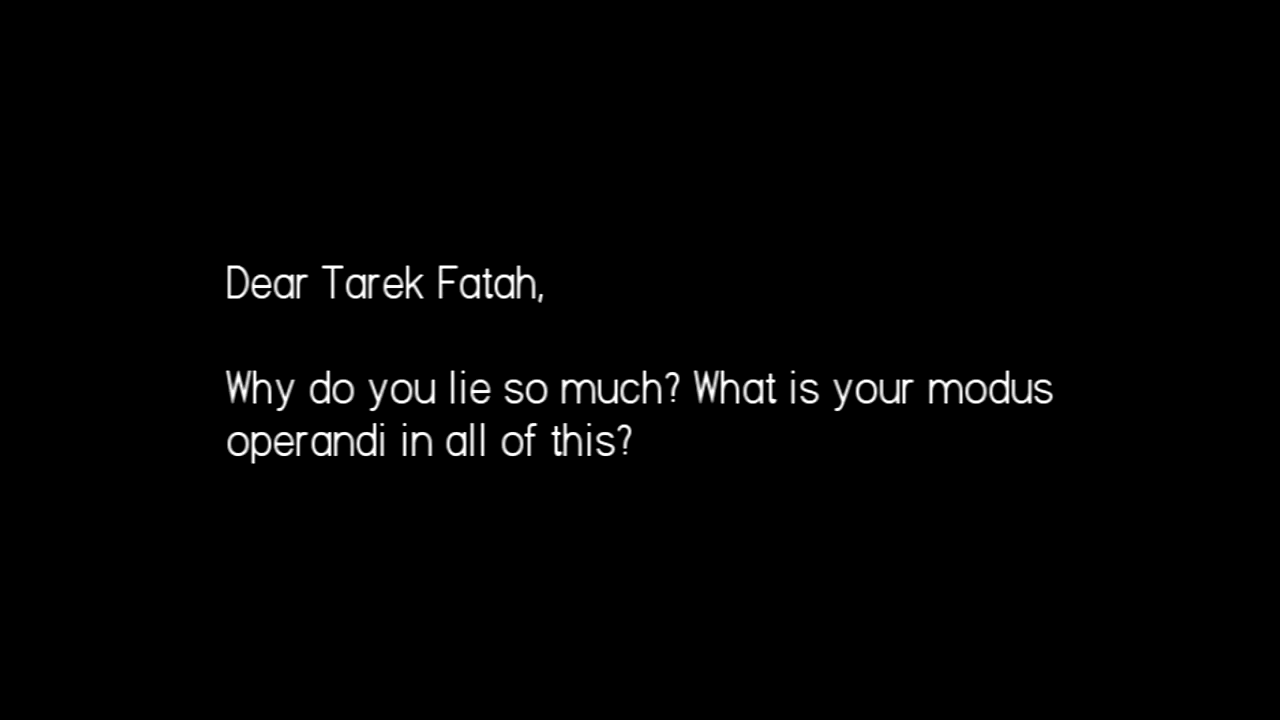 Dear Tarek Fatah,
Why do you lie so much? What is your modus
operandi in all of this?